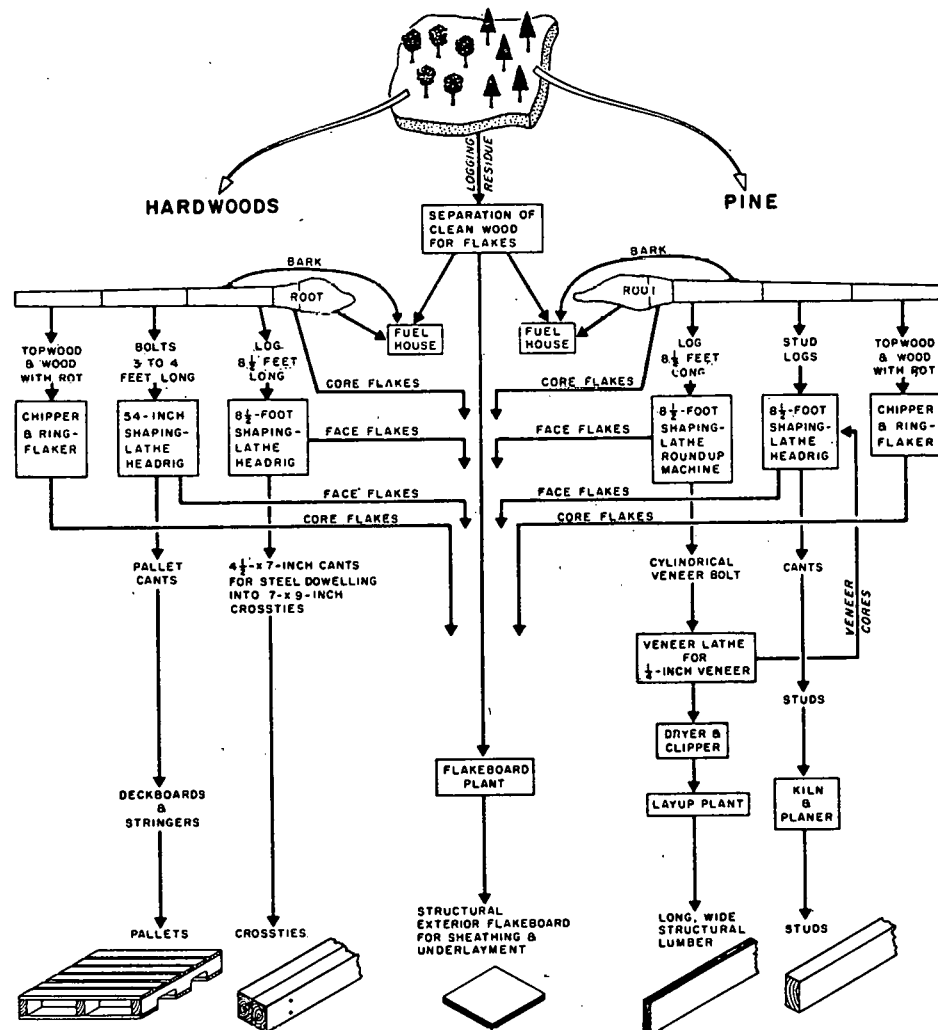 LOGGING
RESIDUE
HARDWOODS
PINE
SEPARATION OF
CLEAN WOOD
FOR FLAKES
BARK
BARK
ROOT
ROOT
FUEL
HOUSE
FUEL
HOUSE
TOPWOOD
& WOOD
WITH ROT
BOLTS
3 TO 4
FEET LONG
LOG
8½ FEET
LONG
LOG
8½ FEET
LONG
STUD
LOGS
TOPWOOD
& WOOD
WITH ROT
CORE FLAKES
CORE FLAKES
CHIPPER
& RING-
FLAKER
54-INCH
SHAPING-
LATHE
HEADRIG
8½-FOOT
SHAPING-
LATHE
HEADRIG
FACE FLAKES
FACE FLAKES
8½-FOOT
SHAPING-
LATHE
ROUNDUP
MACHINE
8½-FOOT
SHAPING-
LATHE
HEADRIG
CHIPPER
& RING-
FLAKER
FACE FLAKES
FACE FLAKES
CORE FLAKES
CORE FLAKES
PALLET
CANTS
4½-x 7-INCH CANTS
FOR STEEL DOWELLING
INTO 7-x 9-INCH
CROSSTIES
CYLINDRICAL
VENEER BOLT
CANTS
VENEER
CORES
VENEER LATHE
FOR
¼-INCH VENEER
STUDS
DRYER &
CLIPPER
FLAKEBOARD
PLANT
DECKBOARDS
&
STRINGERS
LAYUP PLANT
KILN
&
PLANER
PALLETS
CROSSTIES
STRUCTURAL
EXTERIOR FLAKEBOARD
FOR SHEATHING &
UNDERLAYMENT
LONG, WIDE
STRUCTURAL
LUMBER
STUDS